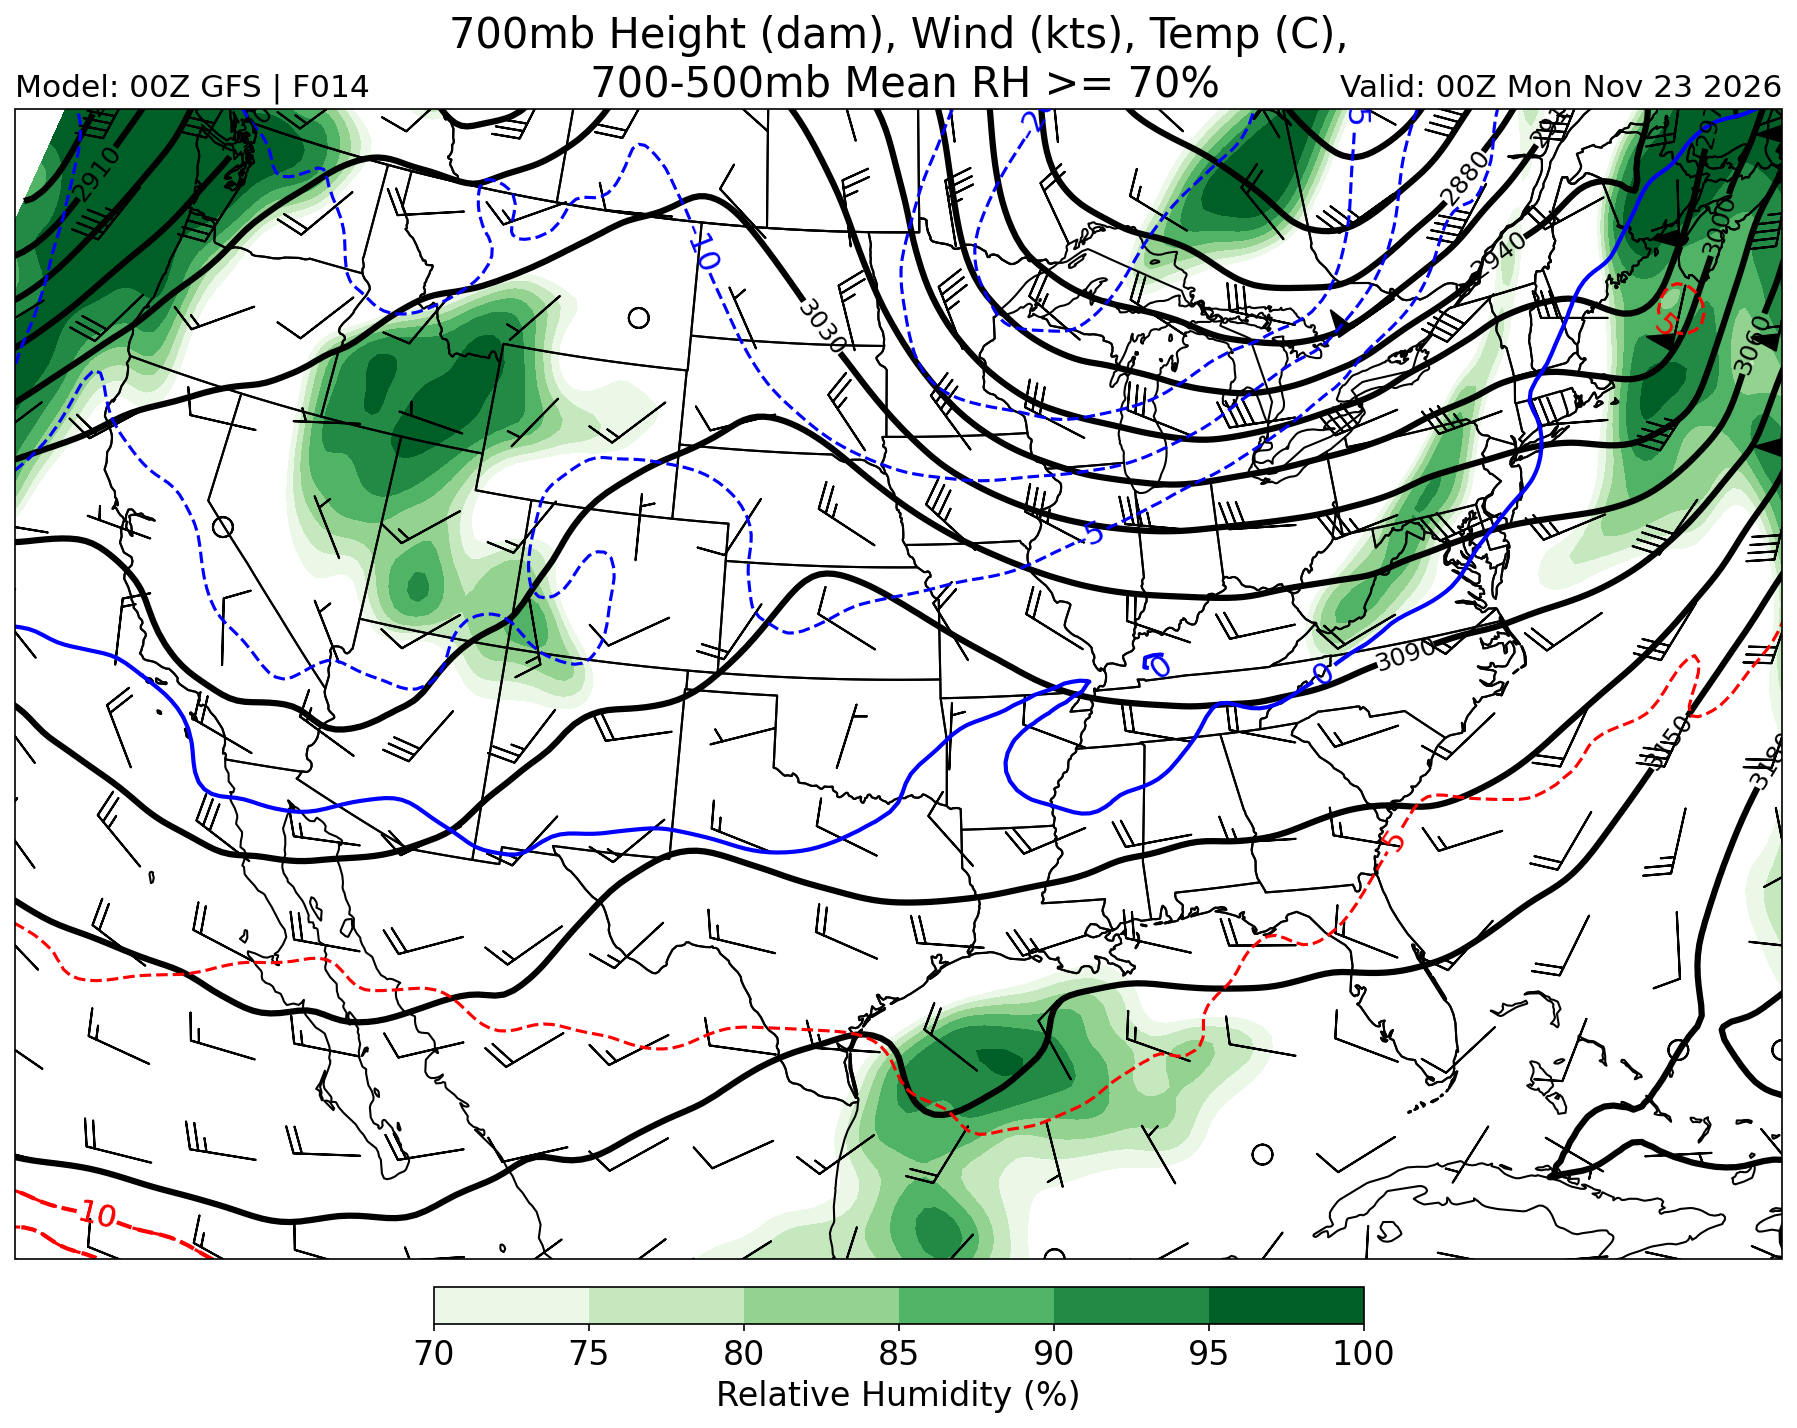 700mb Height (dam), Wind (kts), Temp (C),
700-500mb Mean RH >= 70%
Model: 00Z GFS | F014
Valid: 00Z Mon Nov 23 2026
2910
2880
3000
2940
10
3030
5
3060
5
0
0
3090
3150
5
10
70 75 80 85 90 95 100
Relative Humidity (%)